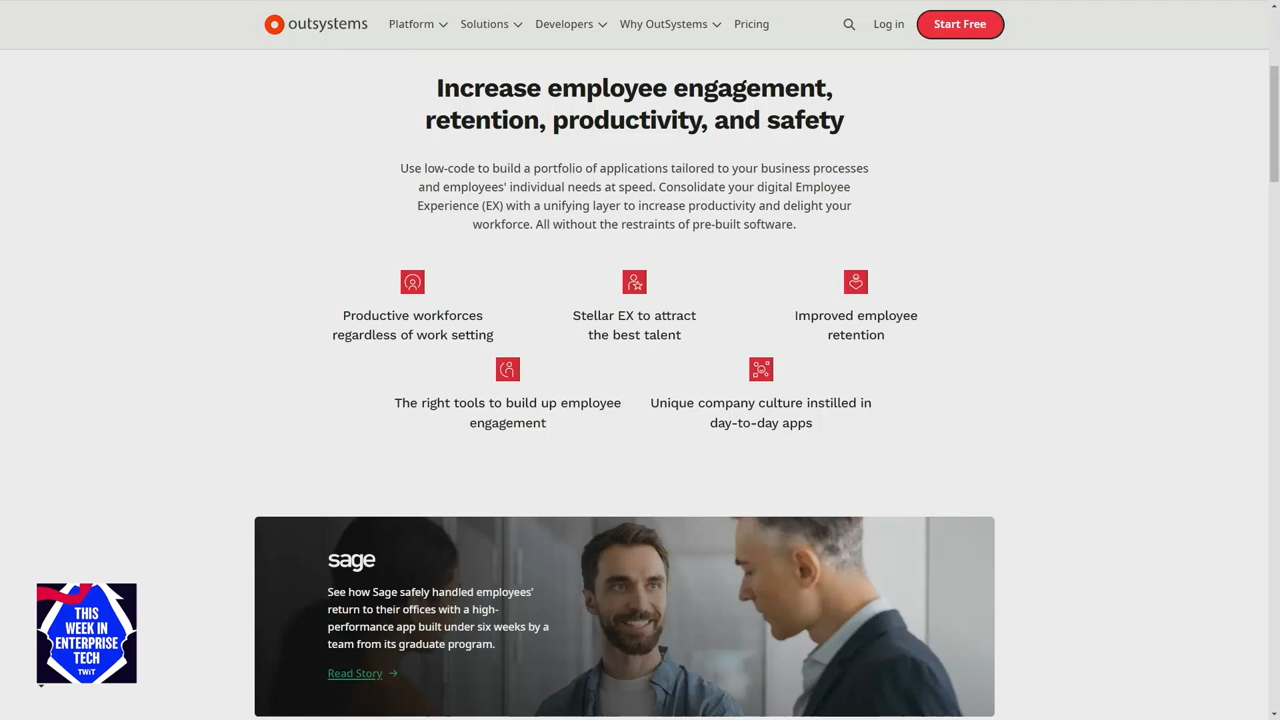 outsystems Platform Solutions Developers Why OutSystems Pricing Log in Start Free
Increase employee engagement,
retention, productivity, and safety
Use low-code to build a portfolio of applications tailored to your business processes
and employees' individual needs at speed. Consolidate your digital Employee
Experience (EX) with a unifying layer to increase productivity and delight your
workforce. All without the restraints of pre-built software.
Productive workforces
regardless of work setting
Stellar EX to attract
the best talent
Improved employee
retention
The right tools to build up employee
engagement
Unique company culture instilled in
day-to-day apps
sage
See how Sage safely handled employees'
return to their offices with a high-
performance app built under six weeks by a
team from its graduate program.
Read Story
THIS
WEEK IN
ENTERPRISE
TECH
TWiT